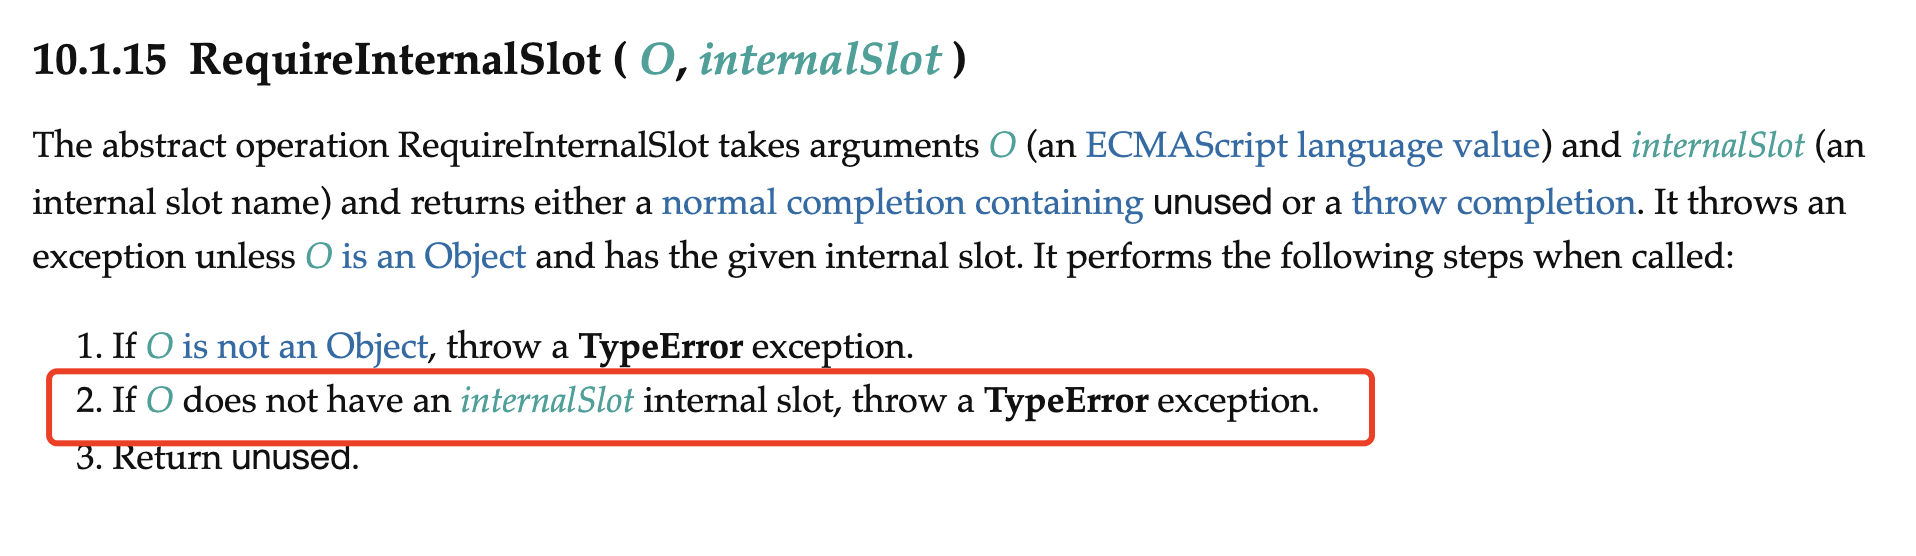 10.1.15 RequireInternalSlot ( O, internalSlot )
The abstract operation RequireInternalSlot takes arguments O (an ECMAScript language value) and internalSlot (an
internal slot name) and returns either a normal completion containing unused or a throw completion. It throws an
exception unless O is an Object and has the given internal slot. It performs the following steps when called:
1. If O is not an Object, throw a TypeError exception.
2. If O does not have an internalSlot internal slot, throw a TypeError exception.
3. Return unused.